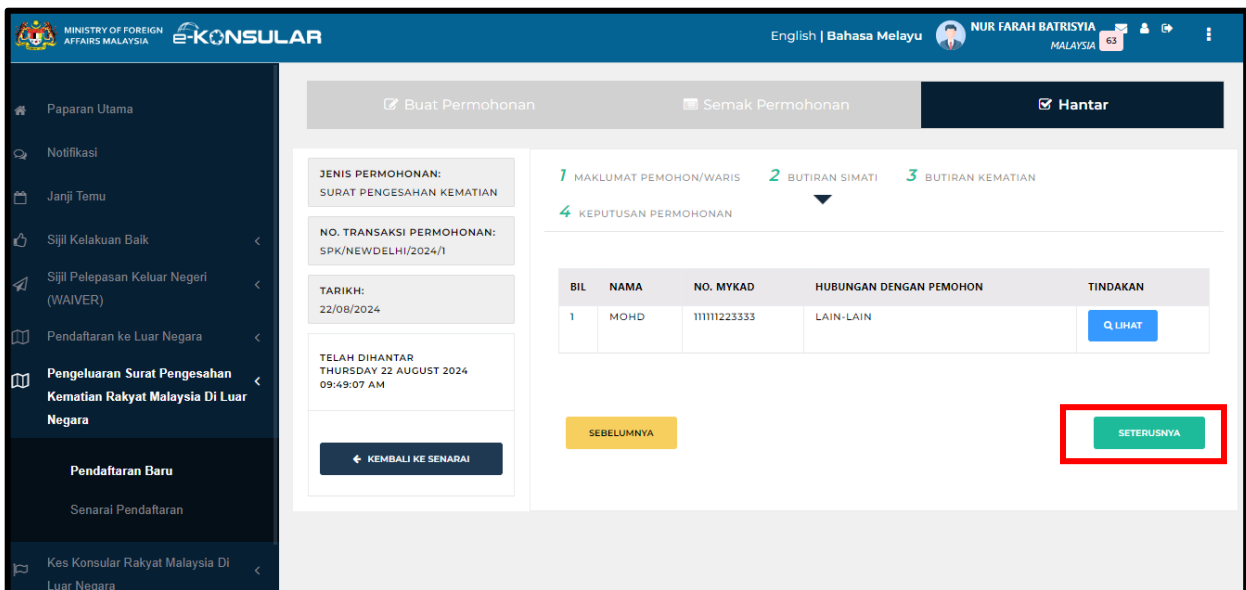 MINISTRY OF FOREIGN
AFFAIRS MALAYSIA
e-KONSULAR
English | Bahasa Melayu
NUR FARAH BATRISYIA
MALAYSIA
63
Paparan Utama
Notifikasi
Janji Temu
Sijil Kelakuan Baik
Sijil Pelepasan Keluar Negeri
(WAIVER)
Pendaftaran ke Luar Negara
Pengeluaran Surat Pengesahan
Kematian Rakyat Malaysia Di Luar
Negara
Pendaftaran Baru
Senarai Pendaftaran
Kes Konsular Rakyat Malaysia Di
Luar Negara
Buat Permohonan
Semak Permohonan
Hantar
JENIS PERMOHONAN:
SURAT PENGESAHAN KEMATIAN
NO. TRANSAKSI PERMOHONAN:
SPK/NEWDELHI/2024/1
TARIKH:
22/08/2024
TELAH DIHANTAR
THURSDAY 22 AUGUST 2024
09:49:07 AM
KEMBALI KE SENARAI
1 MAKLUMAT PEMOHON/WARIS 2 BUTIRAN SIMATI 3 BUTIRAN KEMATIAN
4 KEPUTUSAN PERMOHONAN
BIL NAMA NO. MYKAD HUBUNGAN DENGAN PEMOHON TINDAKAN
1 MOHD 111111223333 LAIN-LAIN LIHAT
SEBELUMNYA
SETERUSNYA